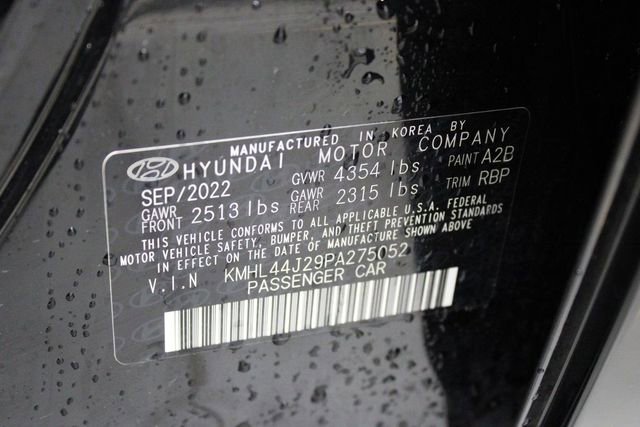 MANUFACTURED IN KOREA BY
HYUNDAI MOTOR COMPANY
SEP/2022 GVWR 4354 lbs PAINT A2B
GAWR FRONT 2513 lbs GAWR REAR 2315 lbs TRIM RBP
THIS VEHICLE CONFORMS TO ALL APPLICABLE U.S.A. FEDERAL
MOTOR VEHICLE SAFETY, BUMPER, AND THEFT PREVENTION STANDARDS
IN EFFECT ON THE DATE OF MANUFACTURE SHOWN ABOVE
V.I.N KMHL44J29PA275052
PASSENGER CAR